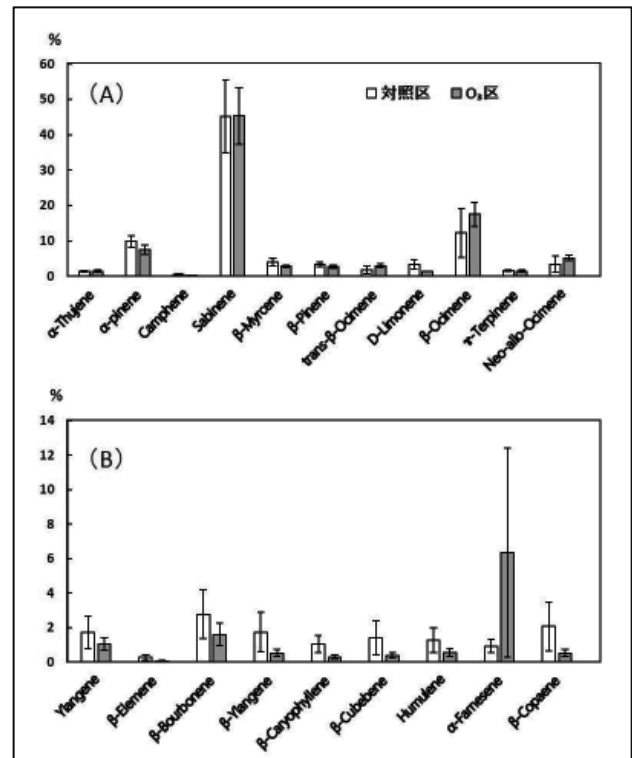 %
60
50
40
30
20
10
0
(A)
対照区 O₃区
α-Thujene
α-pinene
Camphene
Sabinene
β-Myrcene
β-Pinene
trans-β-Ocimene
D-Limonene
β-Ocimene
τ-Terpinene
Neo-allo-Ocimene
%
14
12
10
8
6
4
2
0
(B)
Ylangene
β-Elemene
β-Bourbonene
β-Ylangene
β-Caryophyllene
β-Cubebene
Humulene
α-Farnesene
β-Copaene